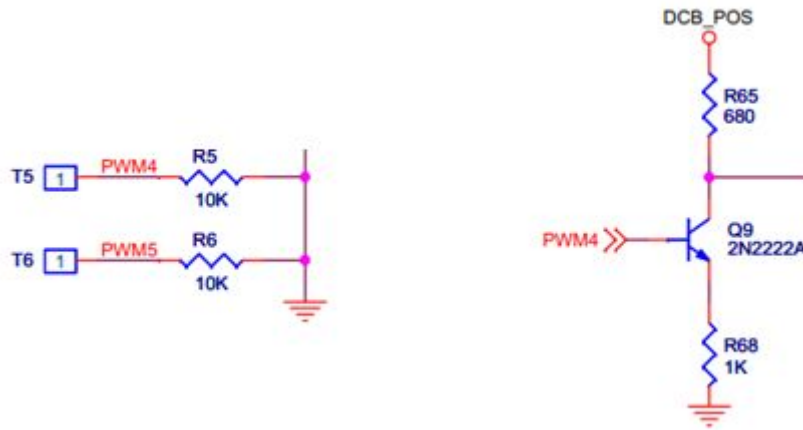 DCB_POS
R65
680
T5 1 PWM4 R5
10K
T6 1 PWM5 R6
10K
PWM4
Q9
2N2222A
R68
1K